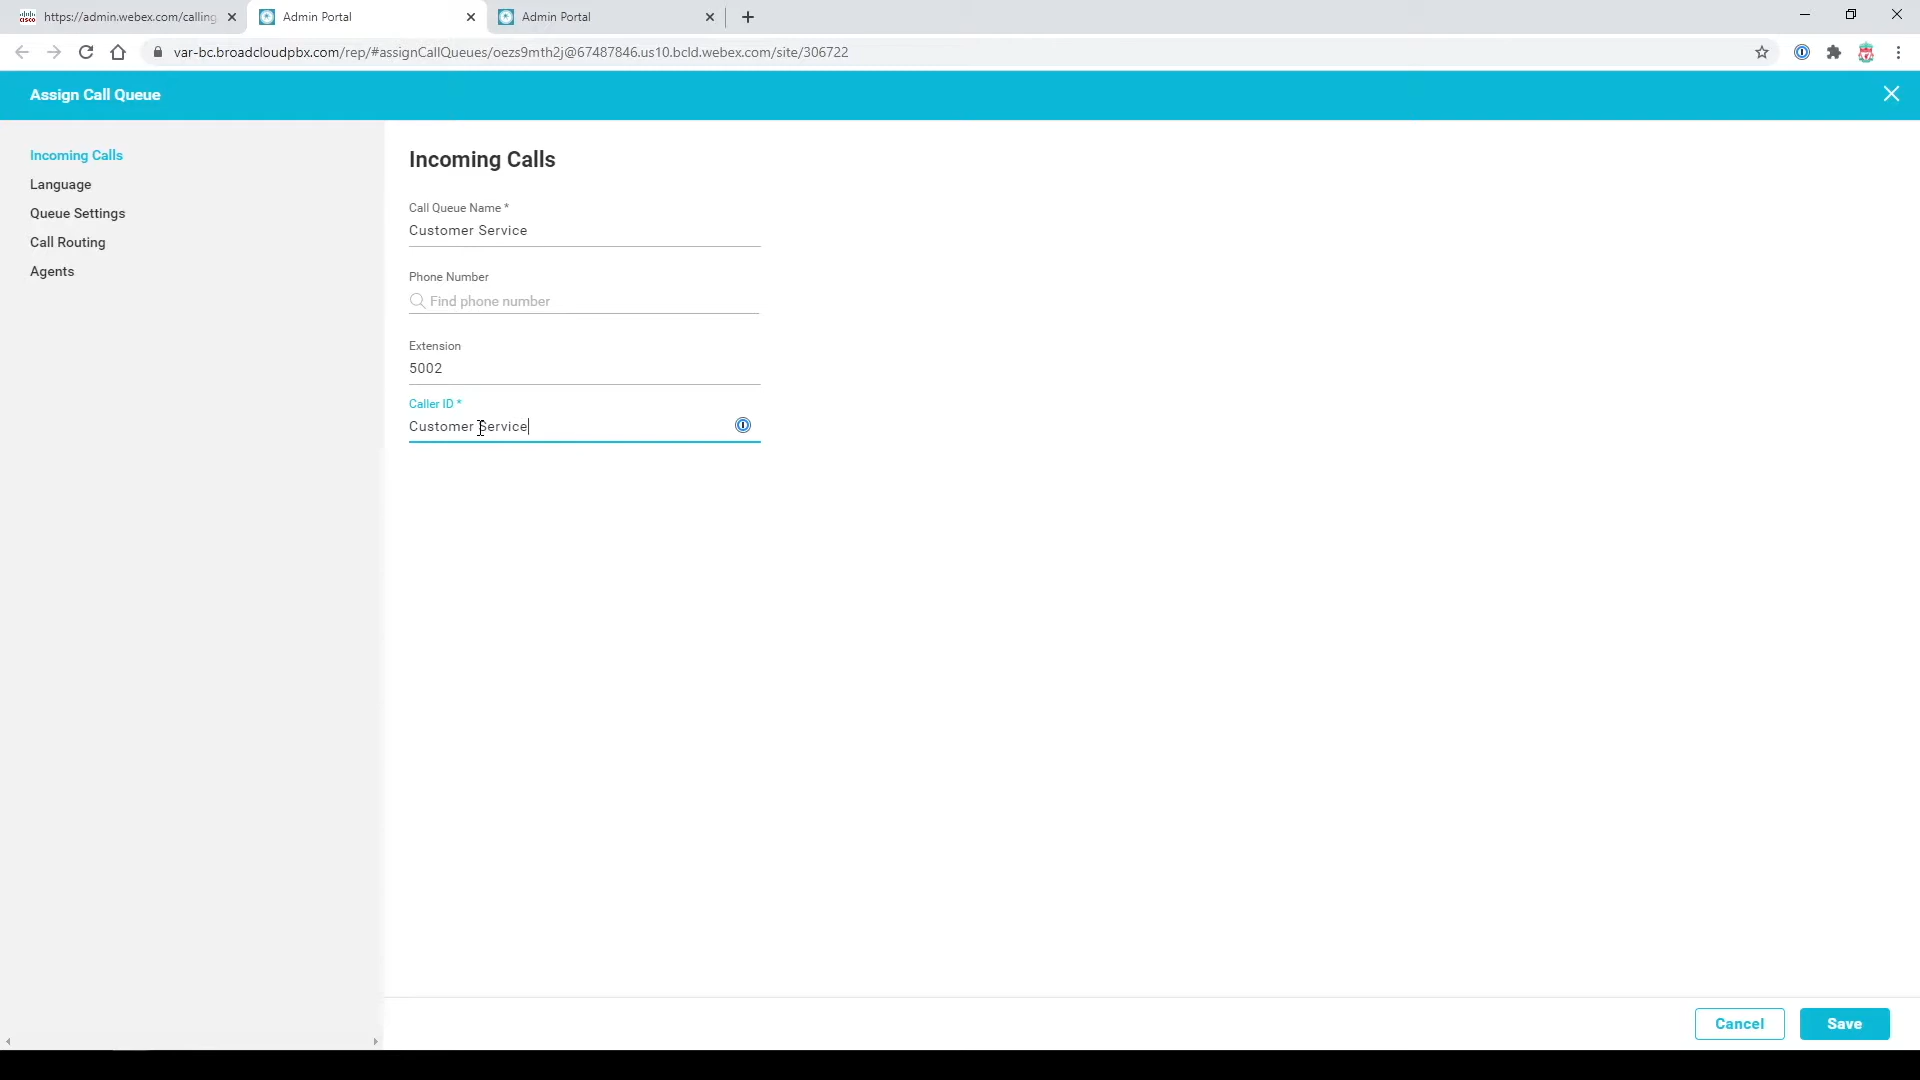 https://admin.webex.com/calling
Admin Portal
Admin Portal
var-bc.broadcloudpbx.com/rep/#assignCallQueues/oezs9mth2j@67487846.us10.bcld.webex.com/site/306722
Assign Call Queue
Incoming Calls
Language
Queue Settings
Call Routing
Agents
Incoming Calls
Call Queue Name *
Customer Service
Phone Number
Find phone number
Extension
5002
Caller ID *
Customer Service
Cancel
Save